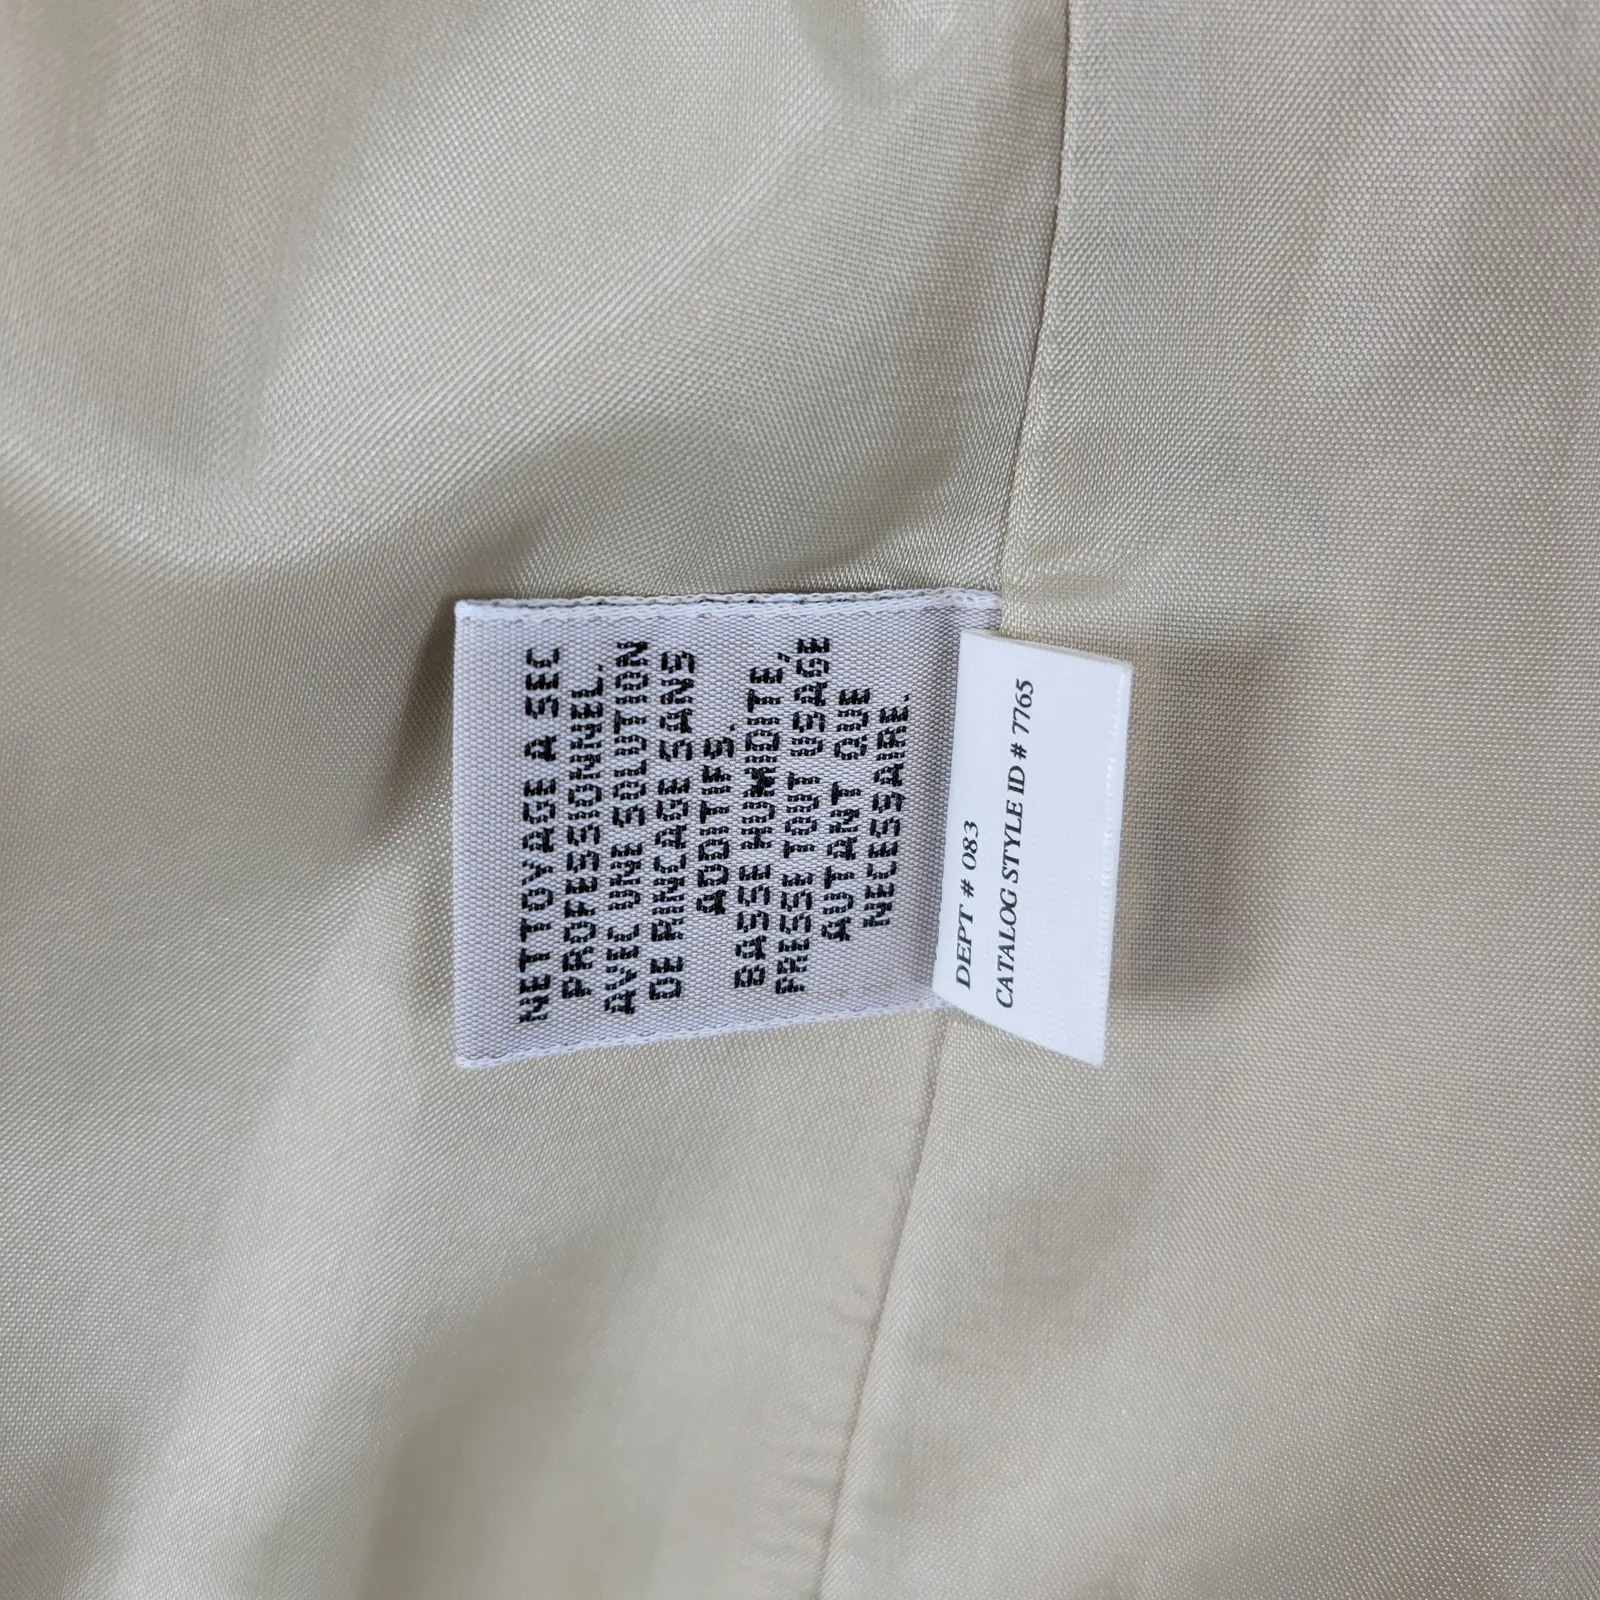 NETTOYAGE A SEC
PROFESSIONNEL.
AVEC UNE SOLUTION
DE RINCAGE SANS
ADDITIFS.
BASSE HUMIDITE,
PRESSE TOUT USAGE
AUTANT QUE
NECESSAIRE.
DEPT # 083
CATALOG STYLE ID # 7765